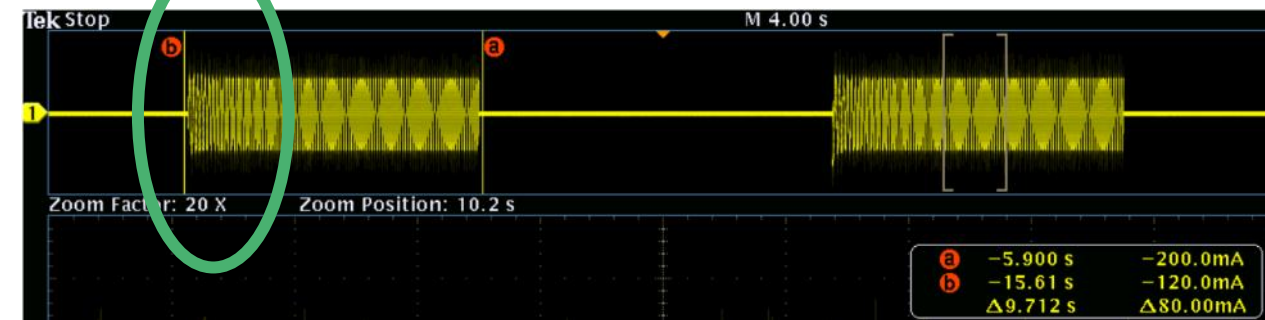 Tek Stop M 4.00 s
b a
1
Zoom Factor: 20 X Zoom Position: 10.2 s
a −5.900 s −200.0mA
b −15.61 s −120.0mA
Δ9.712 s Δ80.00mA